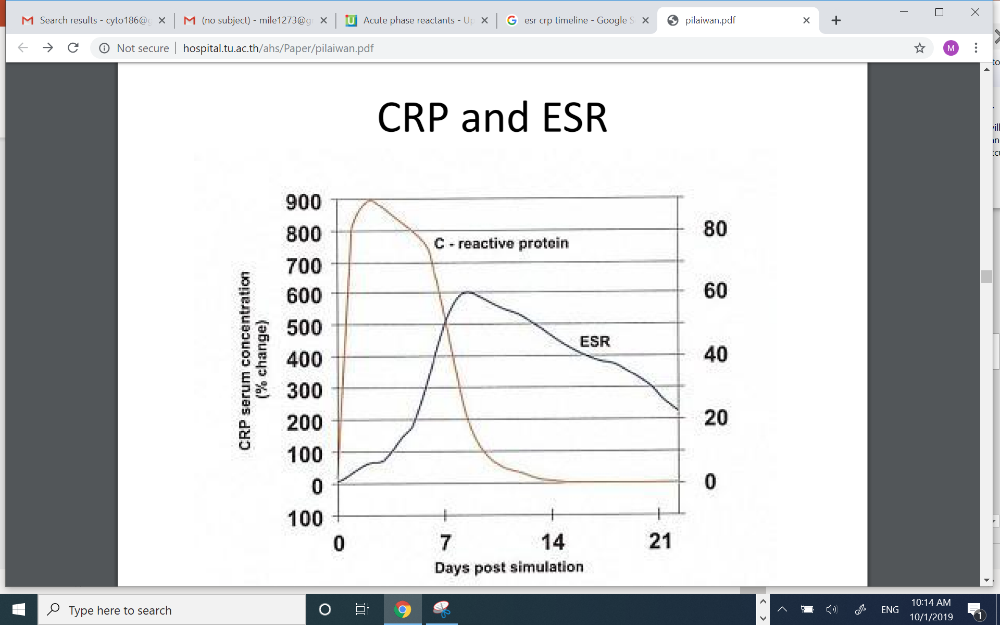 Search results - cyto186@g
(no subject) - mile1273@g
Acute phase reactants - Up
esr crp timeline - Google S
pilaiwan.pdf
Not secure
hospital.tu.ac.th/ahs/Paper/pilaiwan.pdf
M
CRP and ESR
900
800
700
600
500
400
300
200
100
0
100
CRP serum concentration
(% change)
C - reactive protein
ESR
80
60
40
20
0
0
7
14
21
Days post simulation
Type here to search
ENG
10:14 AM
10/1/2019
1